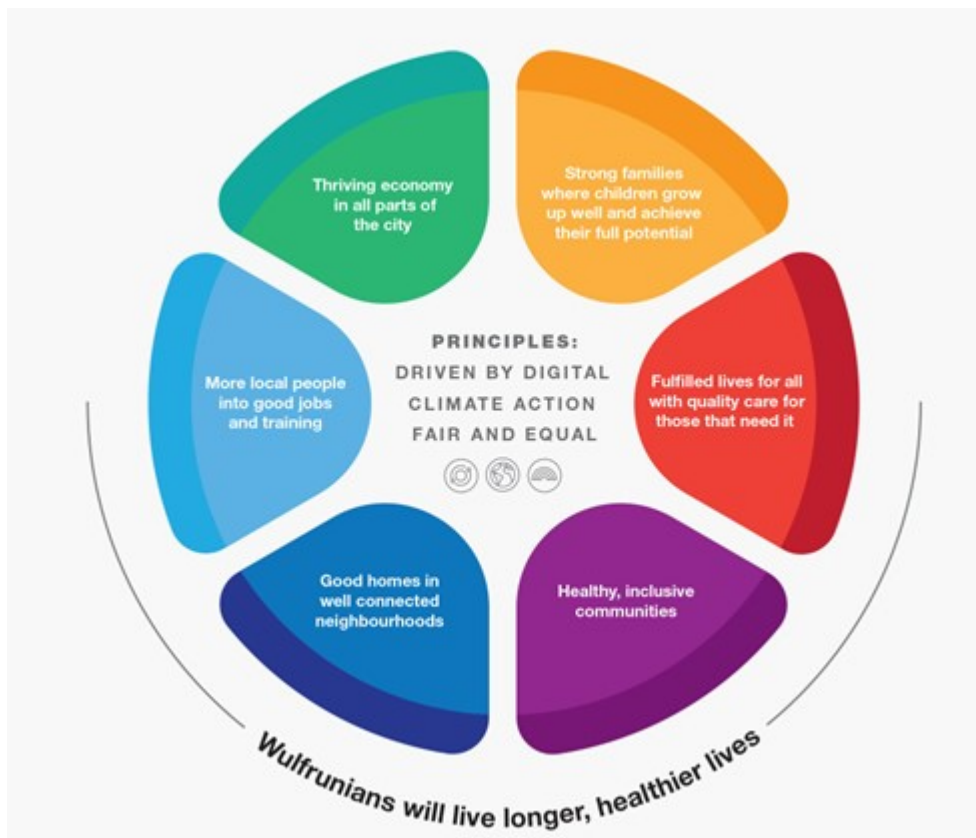 Thriving economy
in all parts of
the city
Strong families
where children grow
up well and achieve
their full potential
More local people
into good jobs
and training
PRINCIPLES:
DRIVEN BY DIGITAL
CLIMATE ACTION
FAIR AND EQUAL
Fulfilled lives for all
with quality care for
those that need it
Good homes in
well connected
neighbourhoods
Healthy, inclusive
communities
Wulfrunians will live longer, healthier lives